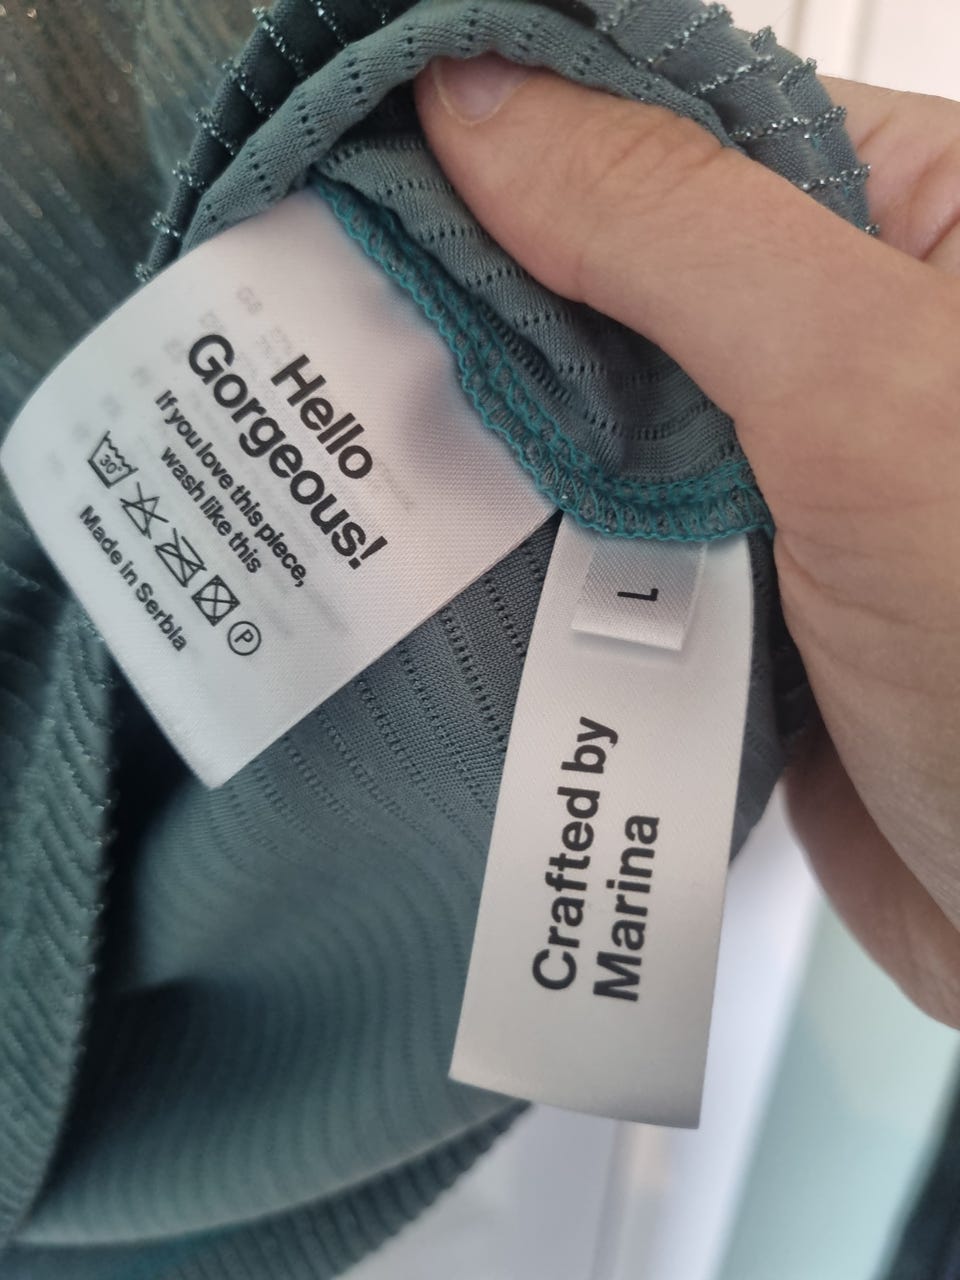 Hello
Gorgeous!
If you love this piece,
wash like this
30°
P
Made in Serbia
L
Crafted by
Marina